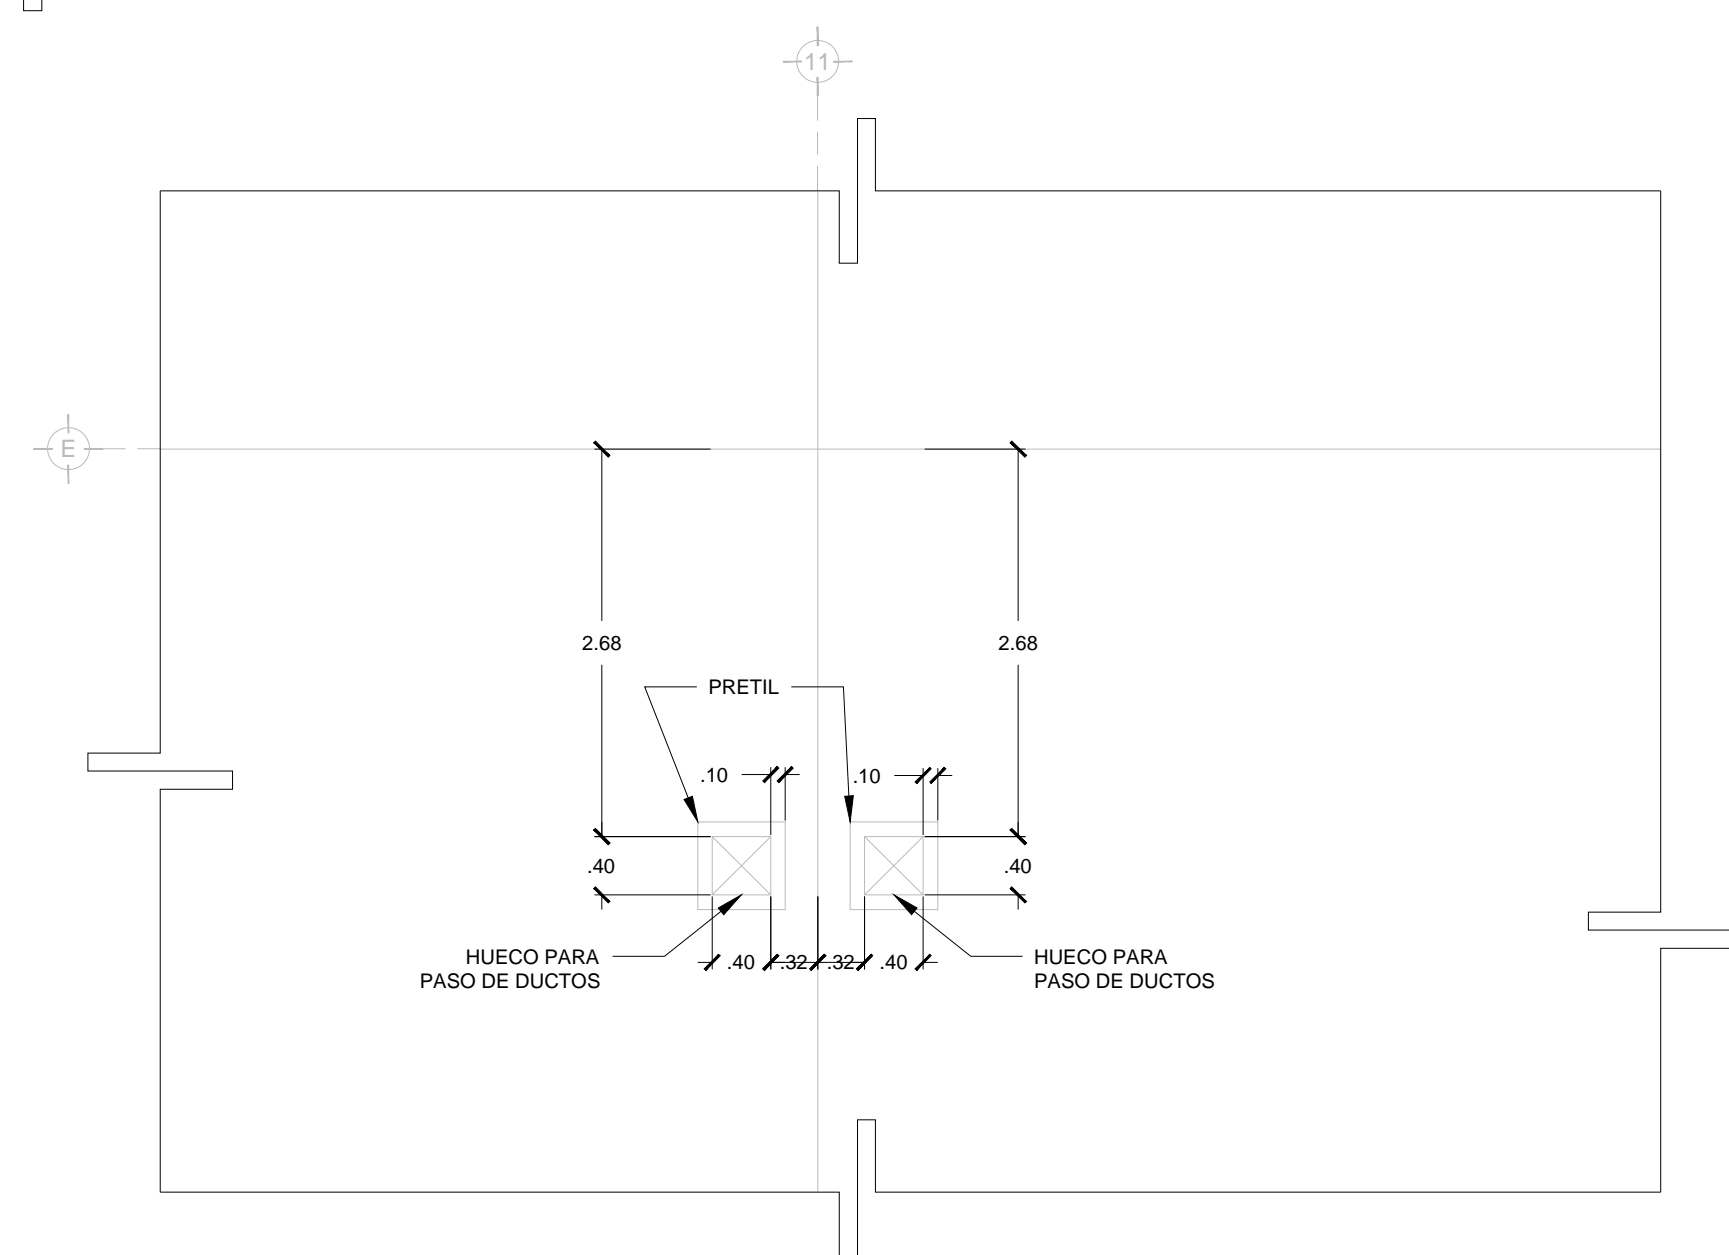 11
E
2.68
2.68
PRETIL
.10
.10
.40
.40
HUECO PARA
PASO DE DUCTOS
.40
.32
.32
.40
HUECO PARA
PASO DE DUCTOS